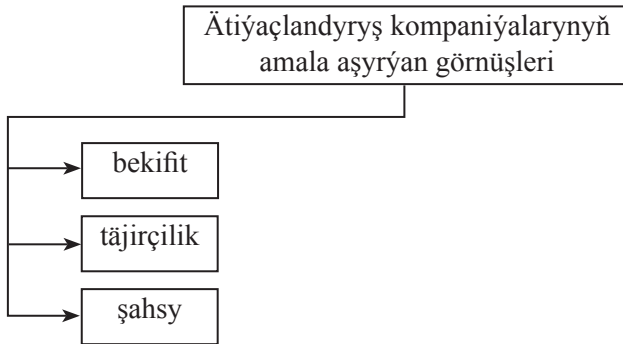 Ätiýaçlandyryş kompaniýalarynyň
amala aşyrýan görnüşleri
bekifit
täjirçilik
şahsy